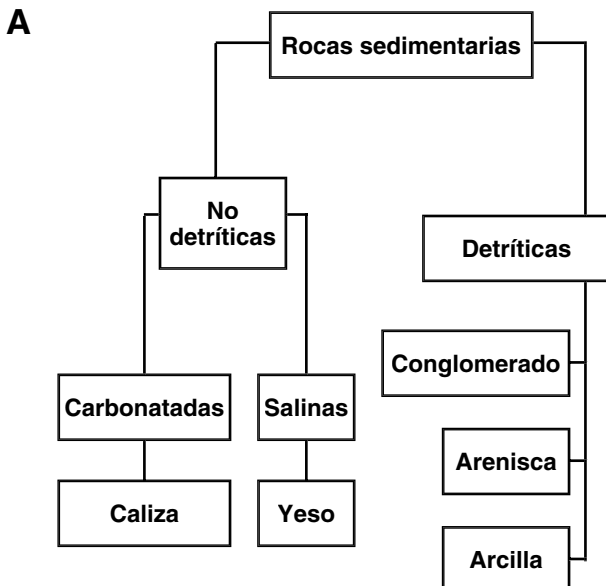 A
Rocas sedimentarias
No
detríticas
Detríticas
Conglomerado
Carbonatadas
Salinas
Arenisca
Caliza
Yeso
Arcilla